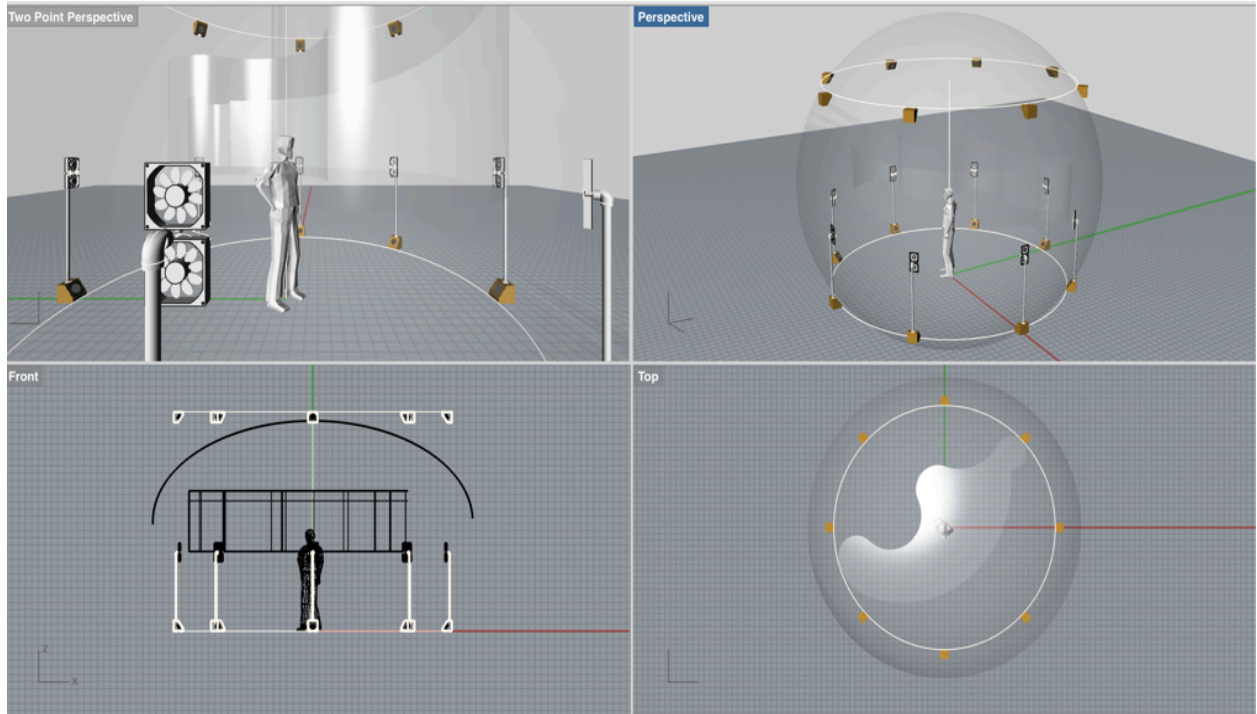 Two Point Perspective
Perspective
Front
Top
z
x